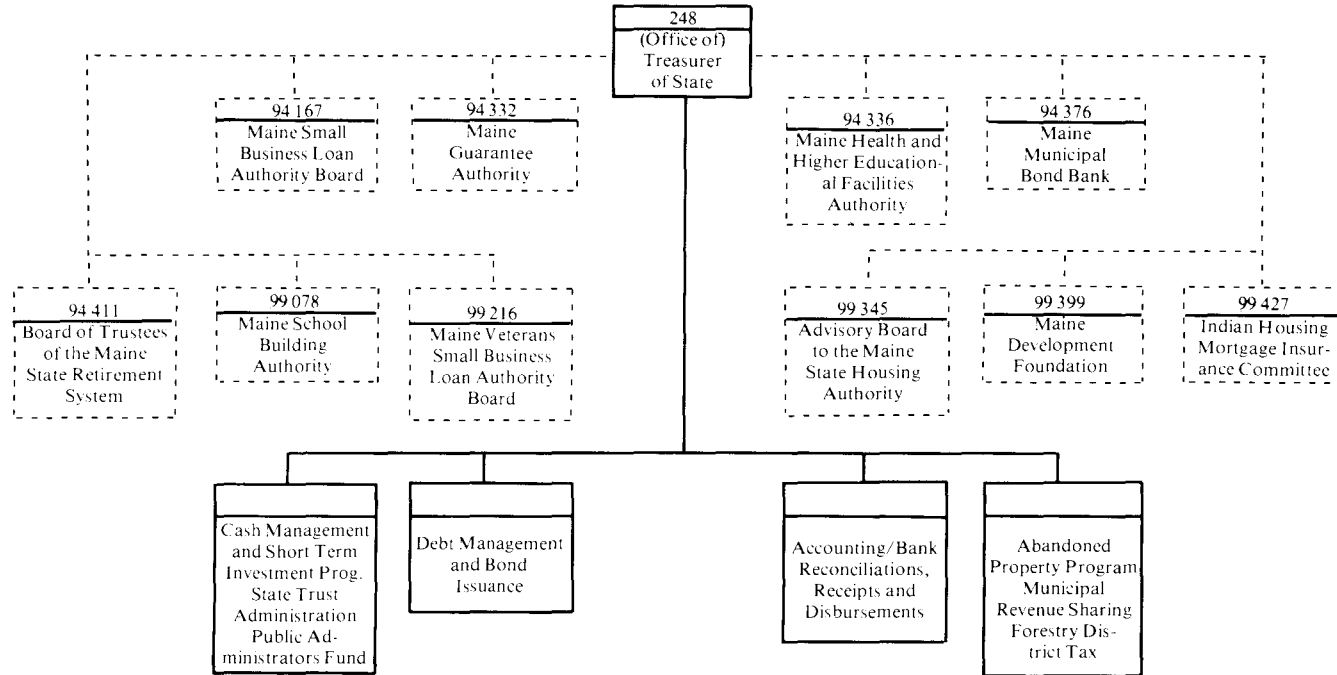 248
(Office of)
Treasurer
of State
94 167
Maine Small
Business Loan
Authority Board
94 332
Maine
Guarantee
Authority
94 336
Maine Health and
Higher Education-
al Facilities
Authority
94 376
Maine
Municipal
Bond Bank
94 411
Board of Trustees
of the Maine
State Retirement
System
99 078
Maine School
Building
Authority
99 216
Maine Veterans
Small Business
Loan Authority
Board
99 345
Advisory Board
to the Maine
State Housing
Authority
99 399
Maine
Development
Foundation
99 427
Indian Housing
Mortgage Insur-
ance Committee
Cash Management
and Short Term
Investment Prog.
State Trust
Administration
Public Ad-
ministrators Fund
Debt Management
and Bond
Issuance
Accounting/Bank
Reconciliations,
Receipts and
Disbursements
Abandoned
Property Program
Municipal
Revenue Sharing
Forestry Dis-
trict Tax